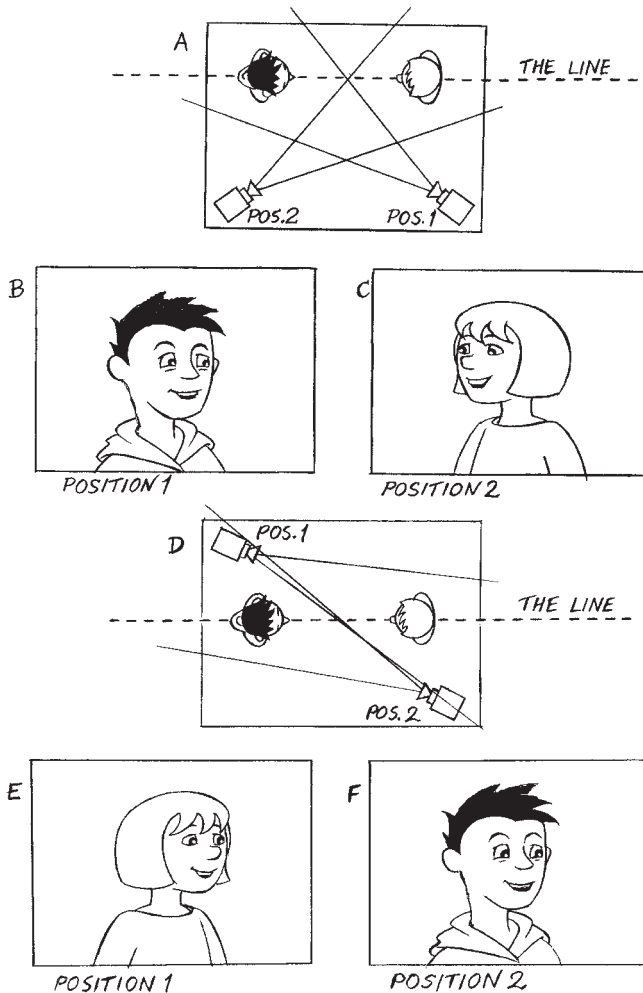 A
THE LINE
POS.2
POS.1
B
C
POSITION 1
POSITION 2
D
POS.1
THE LINE
POS.2
E
F
POSITION 1
POSITION 2